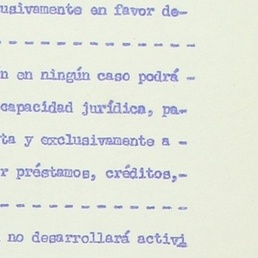 usivamente en favor de-
- - - - - - - - - - - - -
n en ningún caso podrá -
capacidad jurídica, pa-
ta y exclusivamente a -
r préstamos, créditos,-
- - - - - - - - - - - - -
no desarrollará activi